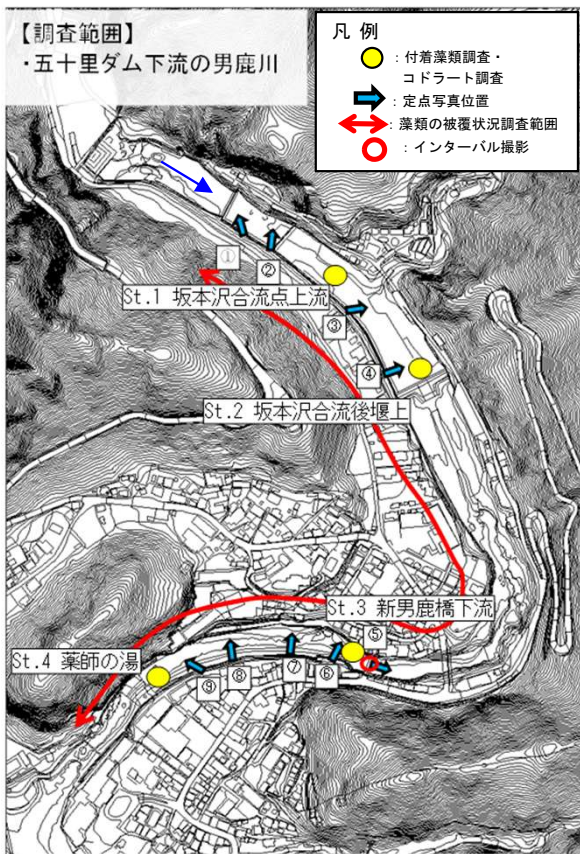 【調査範囲】
・五十里ダム下流の男鹿川
凡 例
：付着藻類調査・
コドラート調査
：定点写真位置
：藻類の被覆状況調査範囲
：インターバル撮影
①
②
St.1 坂本沢合流点上流
③
④
St.2 坂本沢合流後堰上
St.3 新男鹿橋下流
⑤
St.4 薬師の湯
⑥
⑦
⑧
⑨